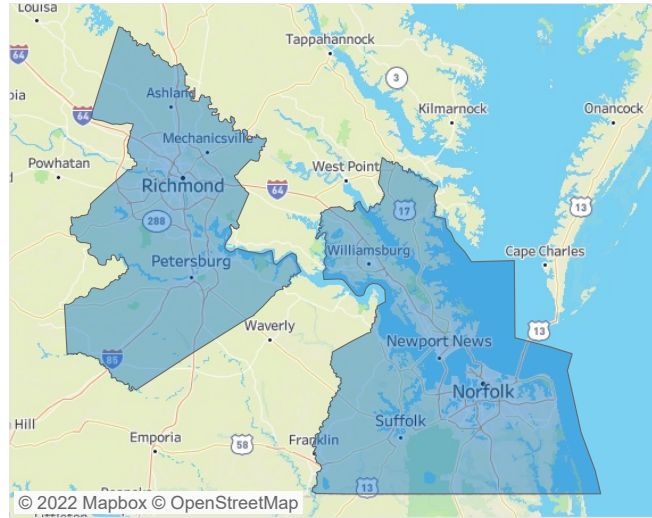 Louisa
Tappahannock
64
3
Ashland
Kilmarnock
Onancock
64
Mechanicsville
Powhatan
West Point
Richmond
64
13
17
288
Williamsburg
Cape Charles
Petersburg
Waverly
13
Newport News
85
Norfolk
Suffolk
Hill
Emporia
58
Franklin
13
© 2022 Mapbox © OpenStreetMap